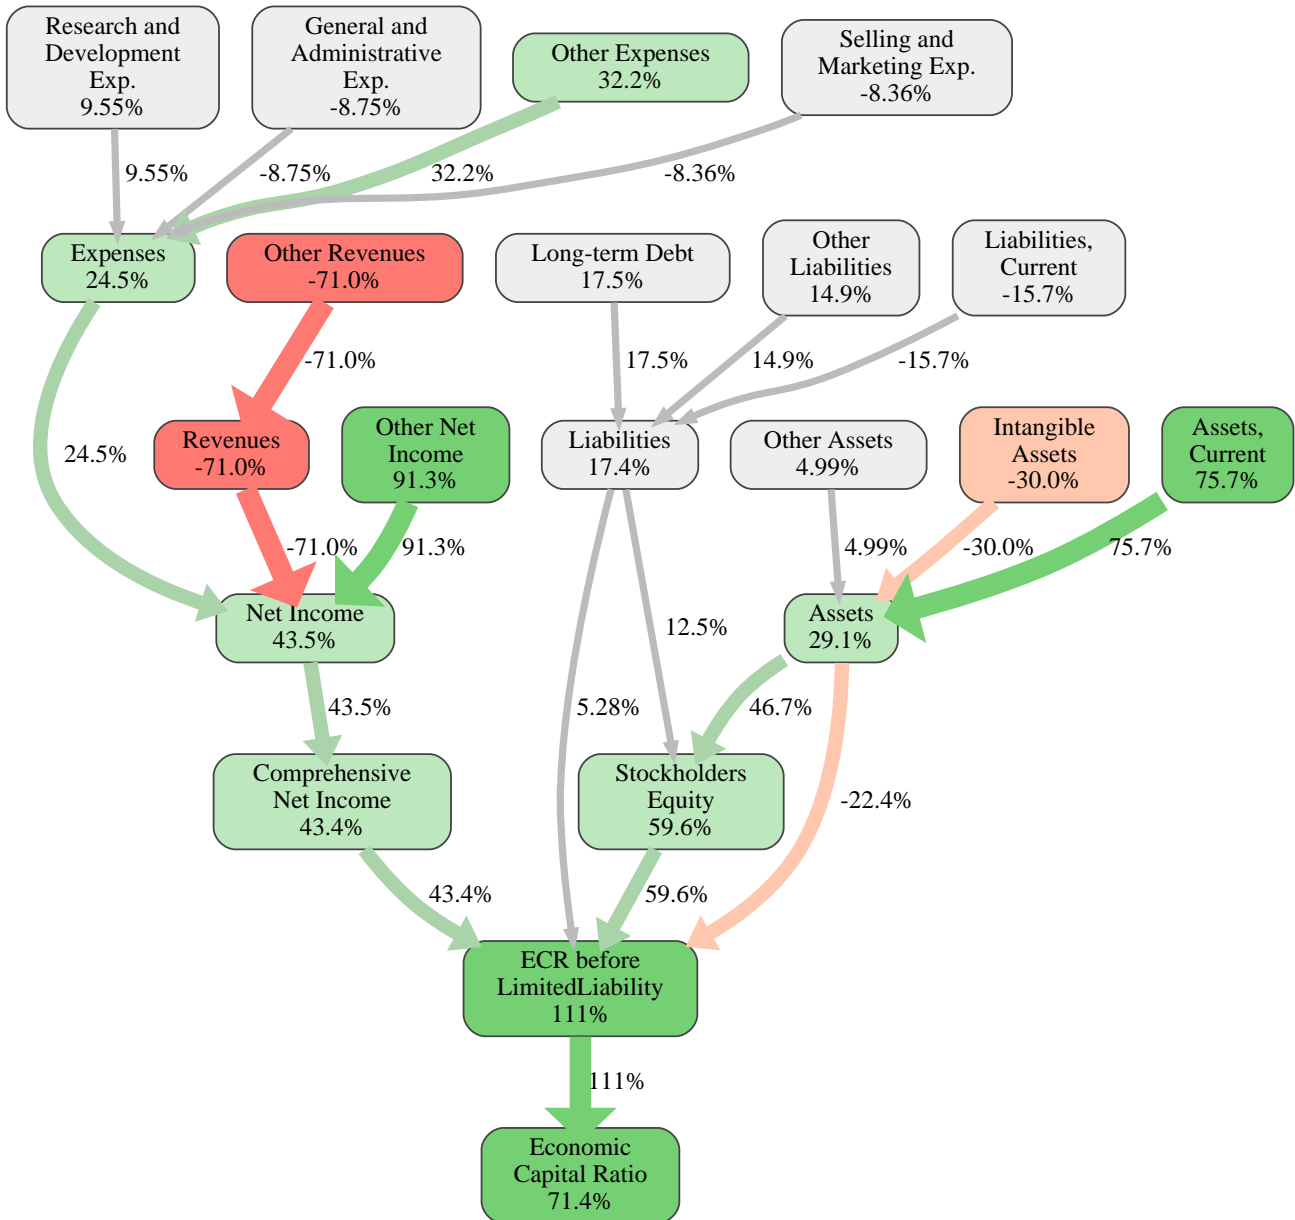 Research and
Development
Exp.
9.55%
General and
Administrative
Exp.
-8.75%
Other Expenses
32.2%
Selling and
Marketing Exp.
-8.36%
9.55%
-8.75%
32.2%
-8.36%
Expenses
24.5%
Other Revenues
-71.0%
Long-term Debt
17.5%
Other
Liabilities
14.9%
Liabilities,
Current
-15.7%
-71.0%
17.5%
14.9%
-15.7%
24.5%
Revenues
-71.0%
Other Net
Income
91.3%
Liabilities
17.4%
Other Assets
4.99%
Intangible
Assets
-30.0%
Assets,
Current
75.7%
-71.0%
91.3%
4.99%
-30.0%
75.7%
Net Income
43.5%
12.5%
Assets
29.1%
43.5%
5.28%
46.7%
Comprehensive
Net Income
43.4%
Stockholders
Equity
59.6%
-22.4%
43.4%
59.6%
ECR before
LimitedLiability
111%
111%
Economic
Capital Ratio
71.4%